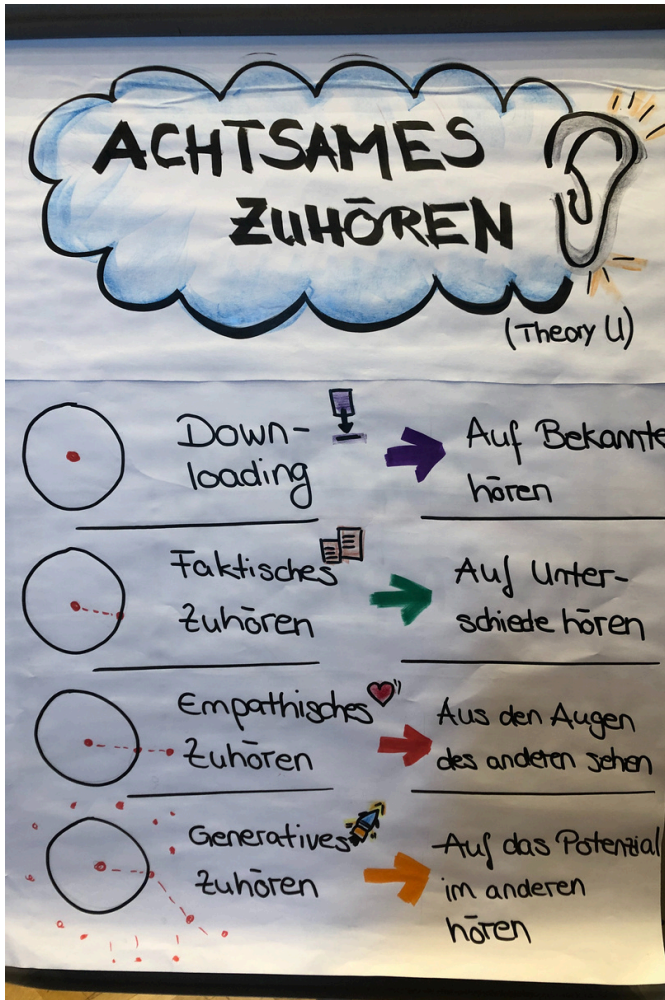 ACHTSAMES
ZUHÖREN
(Theory U)
Down-
loading
Auf Bekannte
hören
Faktisches
Zuhören
Auf Unter-
schiede hören
Empathisches
Zuhören
Aus den Augen
des anderen sehen
Generatives
Zuhören
Auf das Potenzial
im anderen
hören